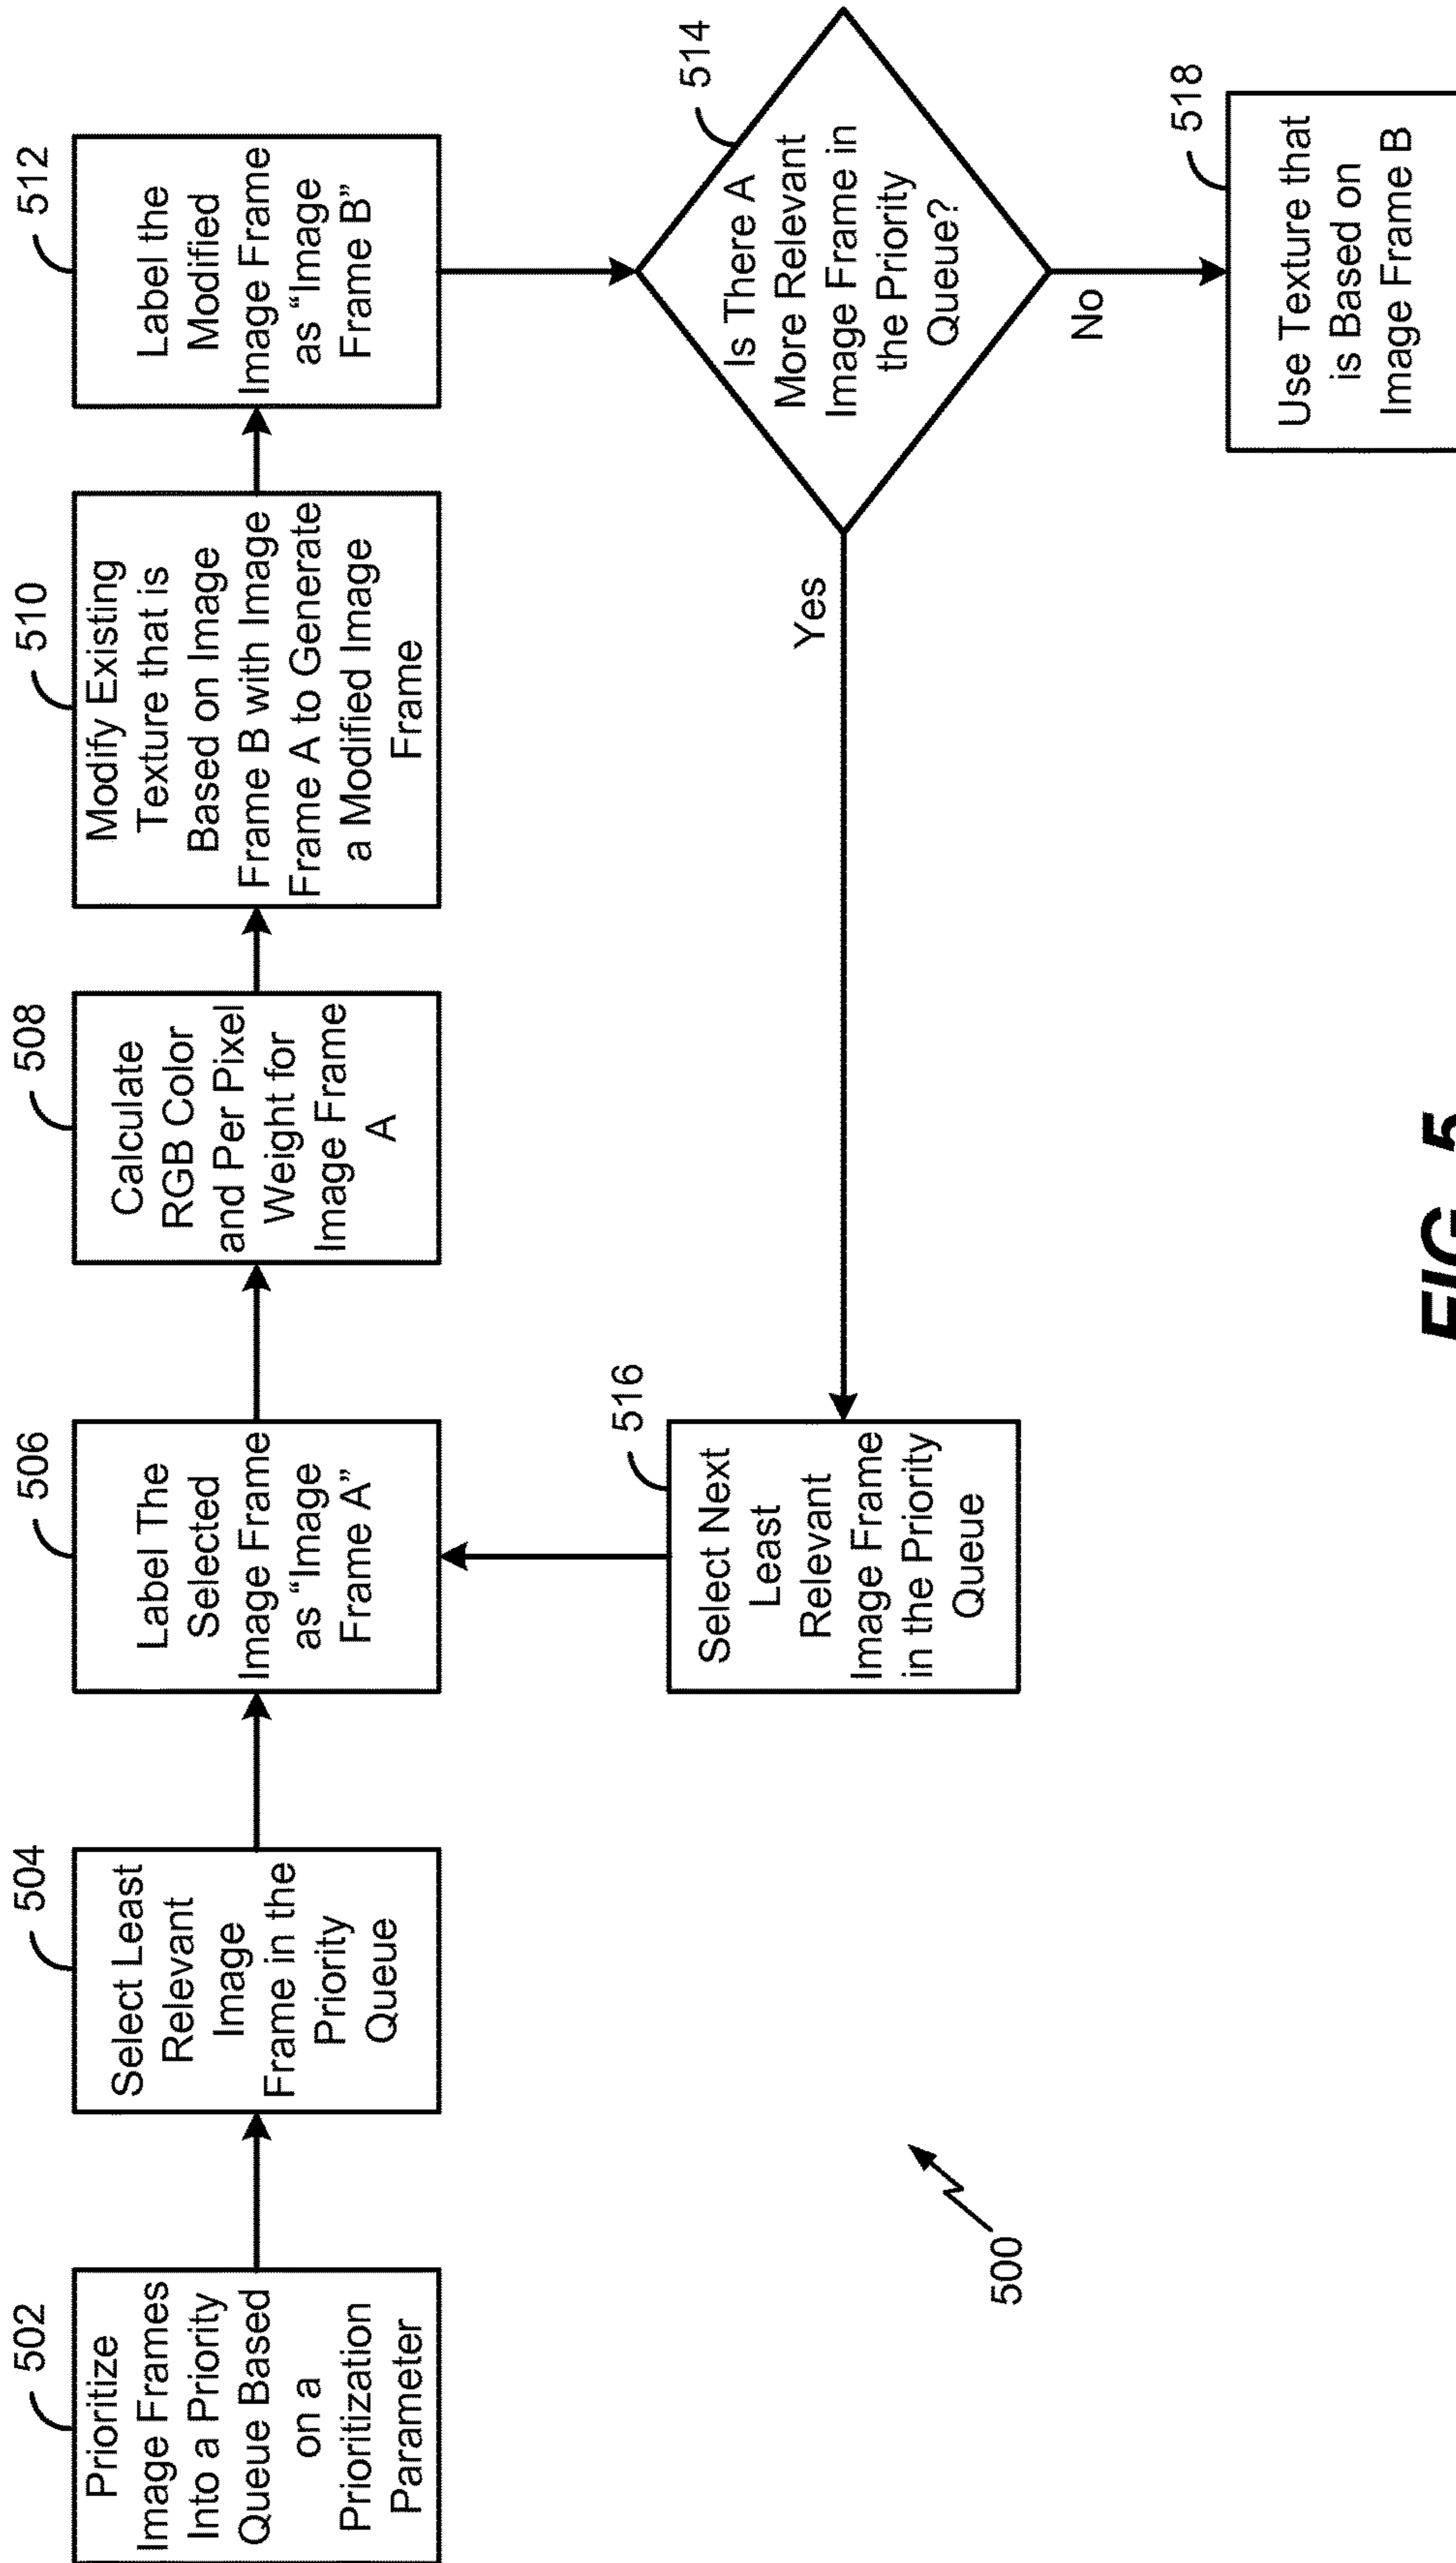 502
Prioritize
Image Frames
Into a Priority
Queue Based
on a
Prioritization
Parameter
504
Select Least
Relevant
Image
Frame in the
Priority
Queue
506
Label The
Selected
Image Frame
as “Image
Frame A”
508
Calculate
RGB Color
and Per Pixel
Weight for
Image Frame
A
510
Modify Existing
Texture that is
Based on Image
Frame B with Image
Frame A to Generate
a Modified Image
Frame
512
Label the
Modified
Image Frame
as “Image
Frame B”
514
Is There A
More Relevant
Image Frame in
the Priority
Queue?
Yes
No
516
Select Next
Least
Relevant
Image Frame
in the Priority
Queue
518
Use Texture that
is Based on
Image Frame B
500
FIG. 5